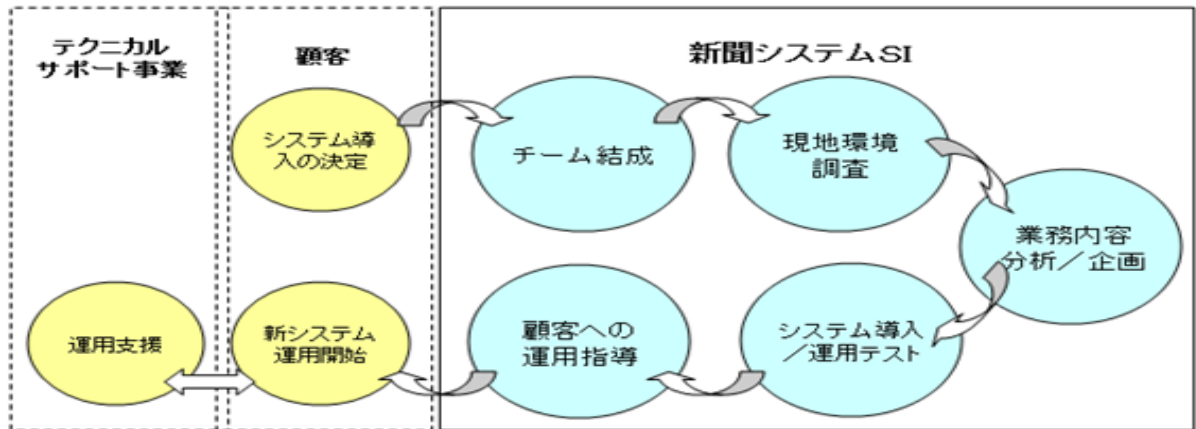 テクニカル
サポート事業
顧客
新聞システムSI
システム導
入の決定
チーム結成
現地環境
調査
業務内容
分析／企画
運用支援
新システム
運用開始
顧客への
運用指導
システム導入
／運用テスト